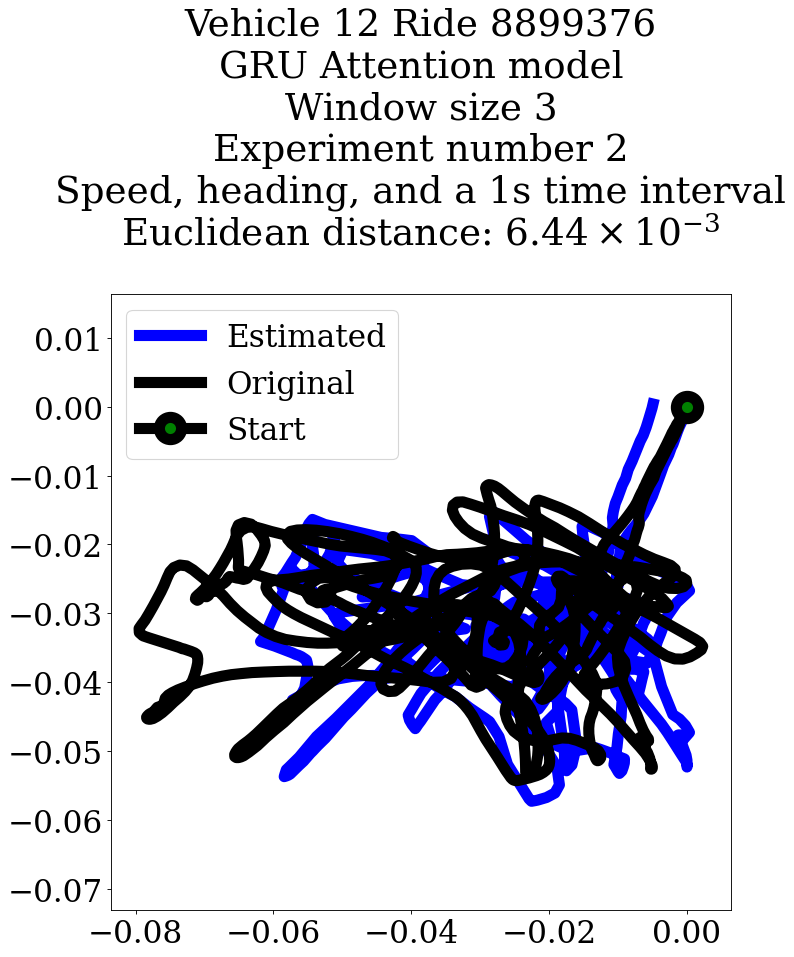 Vehicle 12 Ride 8899376
GRU Attention model
Window size 3
Experiment number 2
Speed, heading, and a 1s time interval
Euclidean distance: 6.44 × 10⁻³
Estimated
Original
Start
0.01
0.00
−0.01
−0.02
−0.03
−0.04
−0.05
−0.06
−0.07
−0.08 −0.06 −0.04 −0.02 0.00